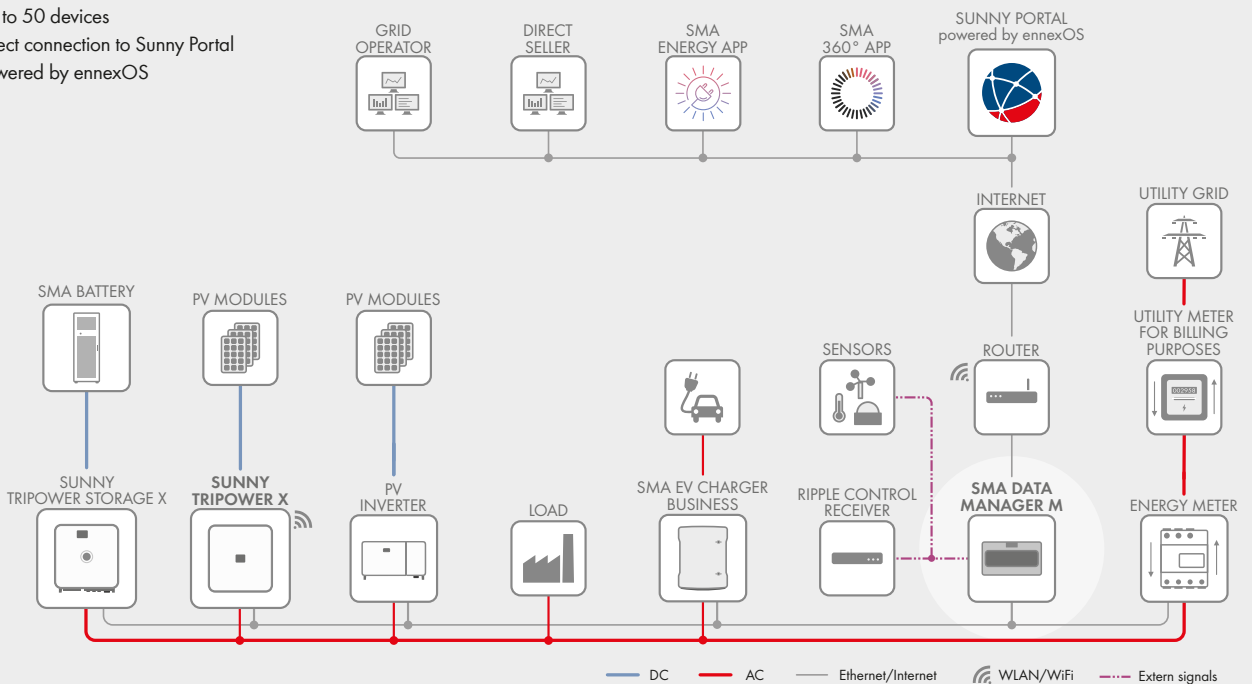 to 50 devices
ect connection to Sunny Portal
wered by ennexOS
GRID
OPERATOR
DIRECT
SELLER
SMA
ENERGY APP
SMA
360° APP
SUNNY PORTAL
powered by ennexOS
INTERNET
UTILITY GRID
SMA BATTERY
PV MODULES
PV MODULES
SENSORS
ROUTER
UTILITY METER
FOR BILLING
PURPOSES
SUNNY
TRIPOWER STORAGE X
SUNNY
TRIPOWER X
PV
INVERTER
LOAD
SMA EV CHARGER
BUSINESS
RIPPLE CONTROL
RECEIVER
SMA DATA
MANAGER M
ENERGY METER
DC
AC
Ethernet/Internet
WLAN/WiFi
Extern signals